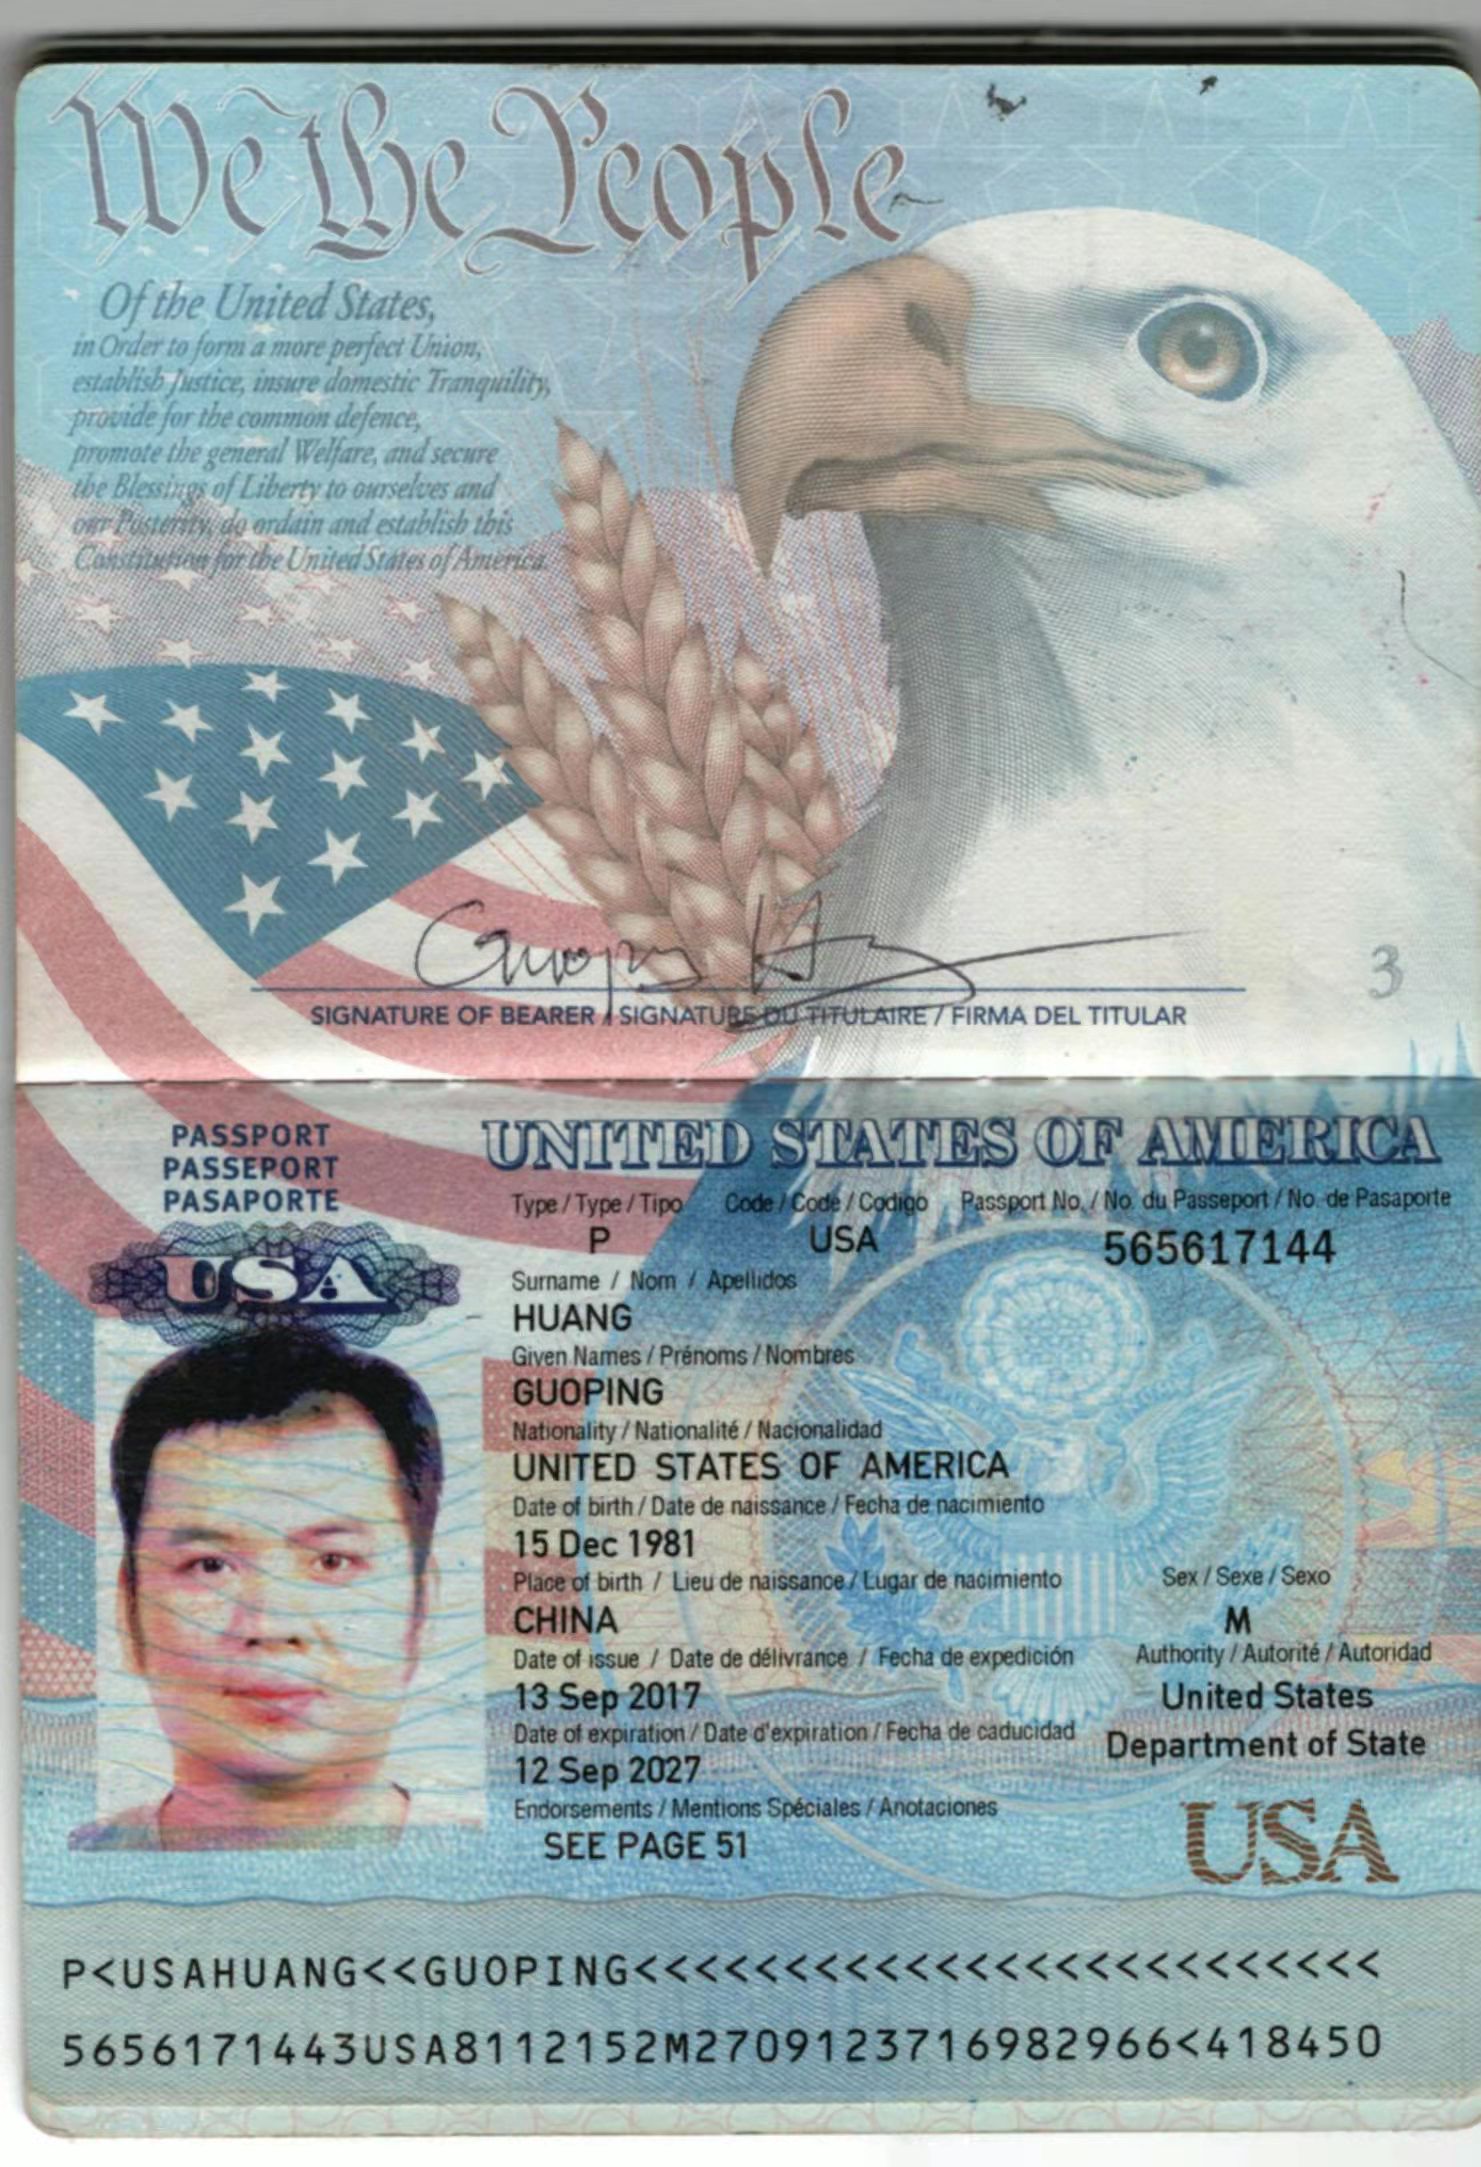 We the People
Of the United States,
in Order to form a more perfect Union,
establish Justice, insure domestic Tranquility,
provide for the common defence,
promote the general Welfare, and secure
the Blessings of Liberty to ourselves and
our Posterity, do ordain and establish this
Constitution for the United States of America.
Guoping
3
SIGNATURE OF BEARER / SIGNATURE DU TITULAIRE / FIRMA DEL TITULAR
PASSPORT
PASSEPORT
PASAPORTE
USA
UNITED STATES OF AMERICA
Type / Type / Tipo Code / Code / Codigo Passport No. / No. du Passeport / No. de Pasaporte
P USA 565617144
Surname / Nom / Apellidos
HUANG
Given Names / Prénoms / Nombres
GUOPING
Nationality / Nationalité / Nacionalidad
UNITED STATES OF AMERICA
Date of birth / Date de naissance / Fecha de nacimiento
15 Dec 1981
Place of birth / Lieu de naissance / Lugar de nacimiento Sex / Sexe / Sexo
CHINA M
Date of issue / Date de délivrance / Fecha de expedición Authority / Autorité / Autoridad
13 Sep 2017 United States
Date of expiration / Date d'expiration / Fecha de caducidad Department of State
12 Sep 2027
Endorsements / Mentions Spéciales / Anotaciones
SEE PAGE 51
USA
P<USAHUANG<<GUOPING<<<<<<<<<<<<<<<<<<<<<<<<<
5656171443USA8112152M2709123716982966<418450